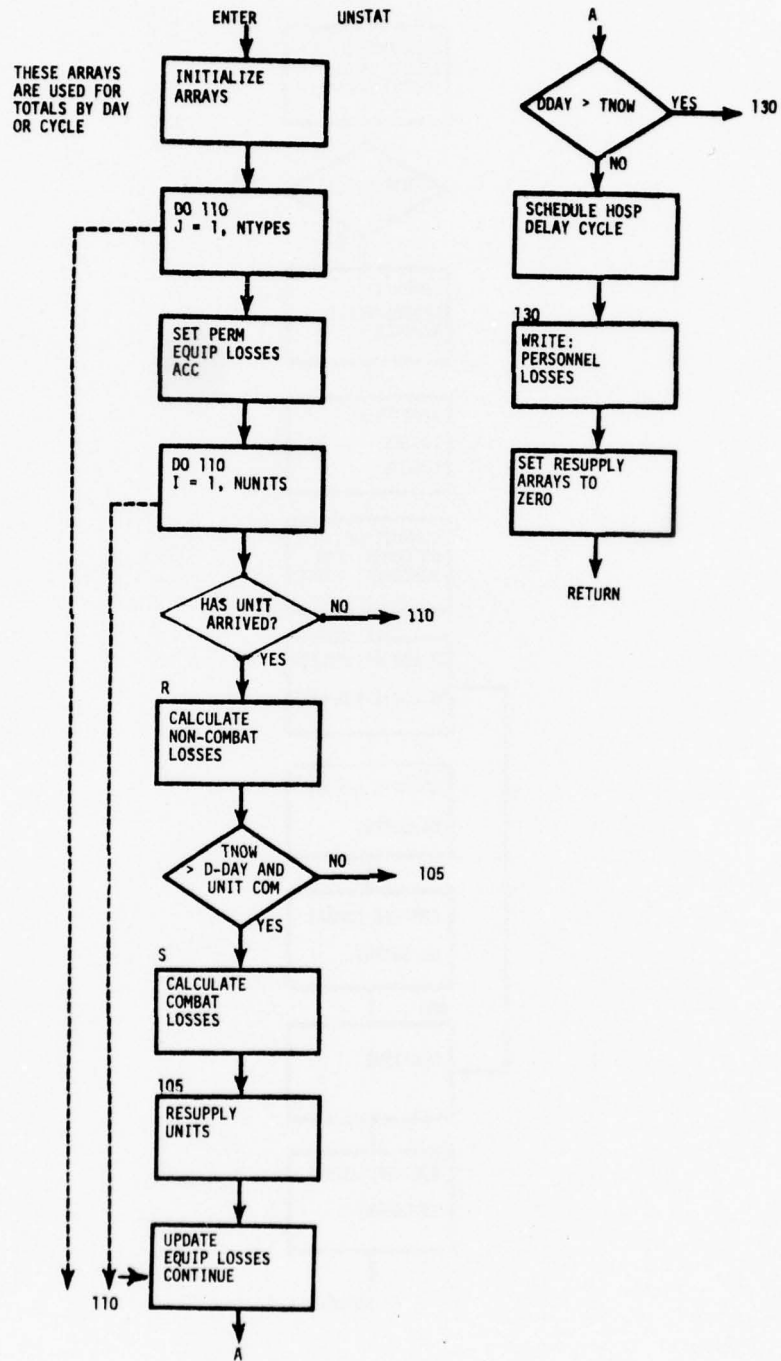 ENTER
UNSTAT
THESE ARRAYS
ARE USED FOR
TOTALS BY DAY
OR CYCLE
INITIALIZE
ARRAYS
DO 110
J = 1, NTYPES
SET PERM
EQUIP LOSSES
ACC
DO 110
I = 1, NUNITS
HAS UNIT
ARRIVED?
NO
110
YES
R
CALCULATE
NON-COMBAT
LOSSES
TNOW
> D-DAY AND
UNIT COM
NO
105
YES
S
CALCULATE
COMBAT
LOSSES
105
RESUPPLY
UNITS
UPDATE
EQUIP LOSSES
CONTINUE
110
A
A
DDAY > TNOW
YES
130
NO
SCHEDULE HOSP
DELAY CYCLE
130
WRITE:
PERSONNEL
LOSSES
SET RESUPPLY
ARRAYS TO
ZERO
RETURN